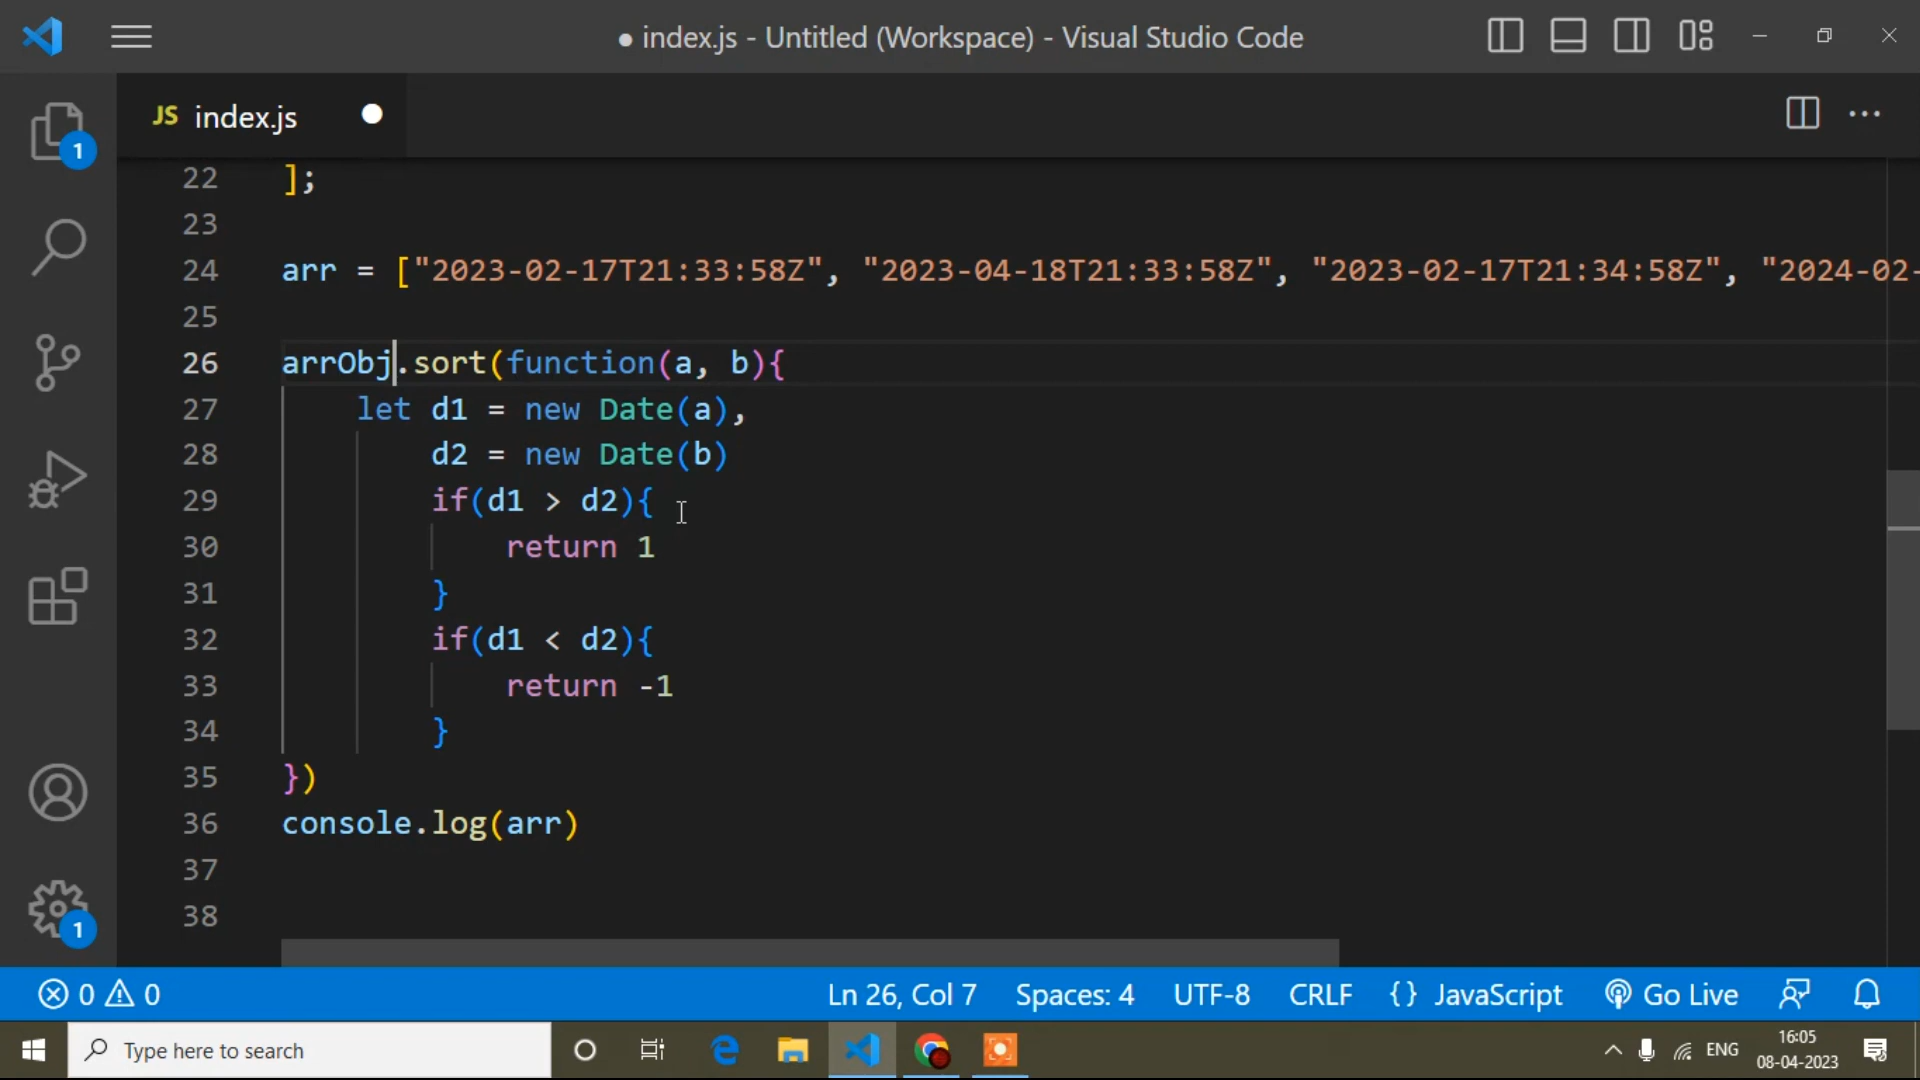 ● index.js - Untitled (Workspace) - Visual Studio Code
JS index.js
1
22 ];
23
24 arr = ["2023-02-17T21:33:58Z", "2023-04-18T21:33:58Z", "2023-02-17T21:34:58Z", "2024-02-
25
26 arrObj.sort(function(a, b){
27 let d1 = new Date(a),
28 d2 = new Date(b)
29 if(d1 > d2){
30 return 1
31 }
32 if(d1 < d2){
33 return -1
34 }
35 })
36 console.log(arr)
37
38
1
0 0 Ln 26, Col 7 Spaces: 4 UTF-8 CRLF {} JavaScript Go Live
Type here to search
ENG
16:05
08-04-2023